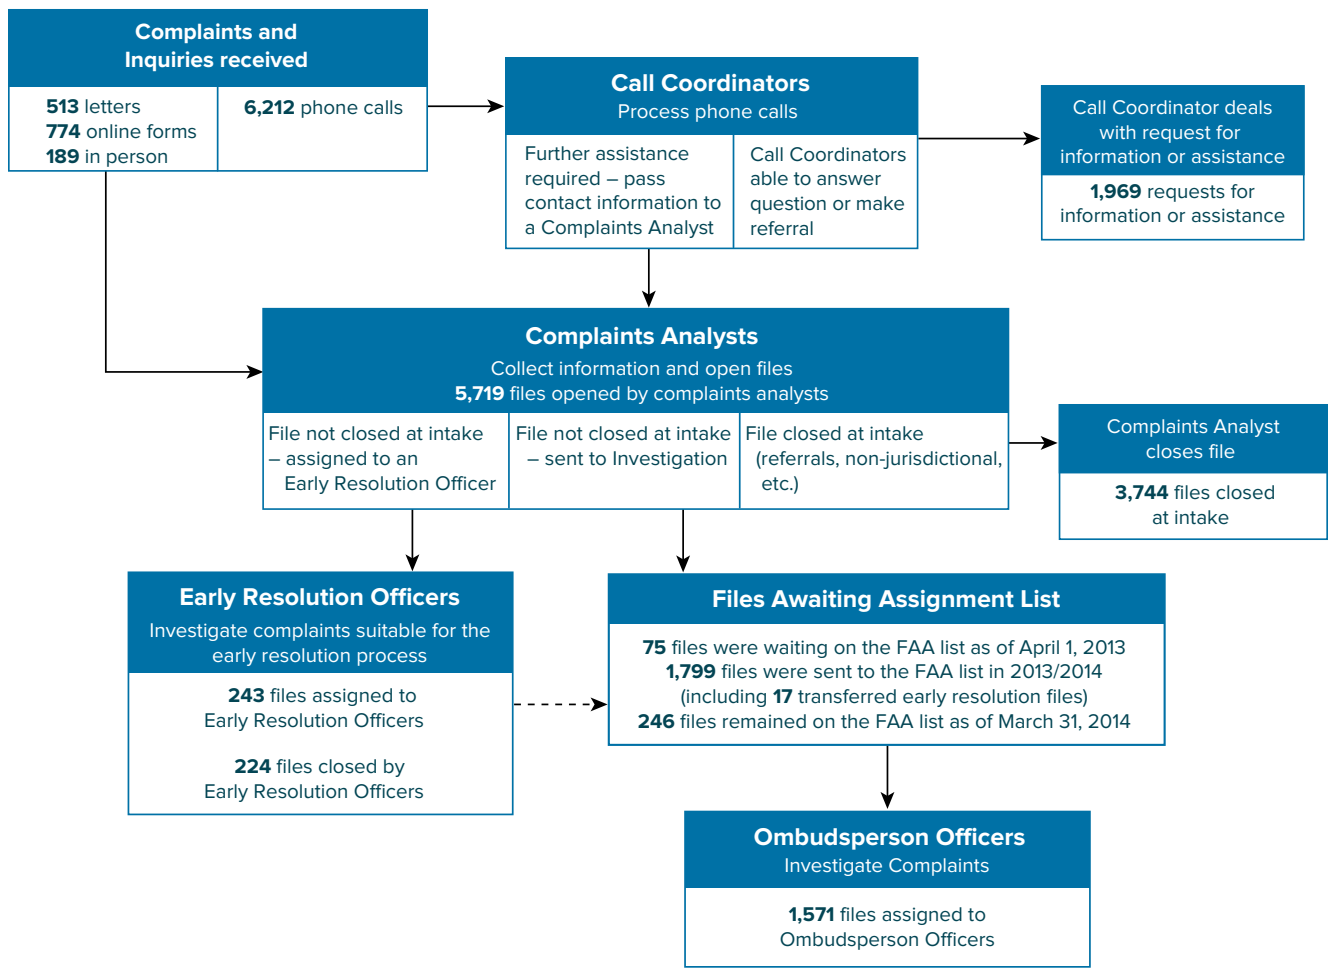 Complaints and
Inquiries received
513 letters
774 online forms
189 in person
6,212 phone calls
Call Coordinators
Process phone calls
Further assistance
required – pass
contact information to
a Complaints Analyst
Call Coordinators
able to answer
question or make
referral
Call Coordinator deals
with request for
information or assistance
1,969 requests for
information or assistance
Complaints Analysts
Collect information and open files
5,719 files opened by complaints analysts
File not closed at intake
– assigned to an
Early Resolution Officer
File not closed at intake
– sent to Investigation
File closed at intake
(referrals, non-jurisdictional,
etc.)
Complaints Analyst
closes file
3,744 files closed
at intake
Early Resolution Officers
Investigate complaints suitable for the
early resolution process
243 files assigned to
Early Resolution Officers
224 files closed by
Early Resolution Officers
Files Awaiting Assignment List
75 files were waiting on the FAA list as of April 1, 2013
1,799 files were sent to the FAA list in 2013/2014
(including 17 transferred early resolution files)
246 files remained on the FAA list as of March 31, 2014
Ombudsperson Officers
Investigate Complaints
1,571 files assigned to
Ombudsperson Officers